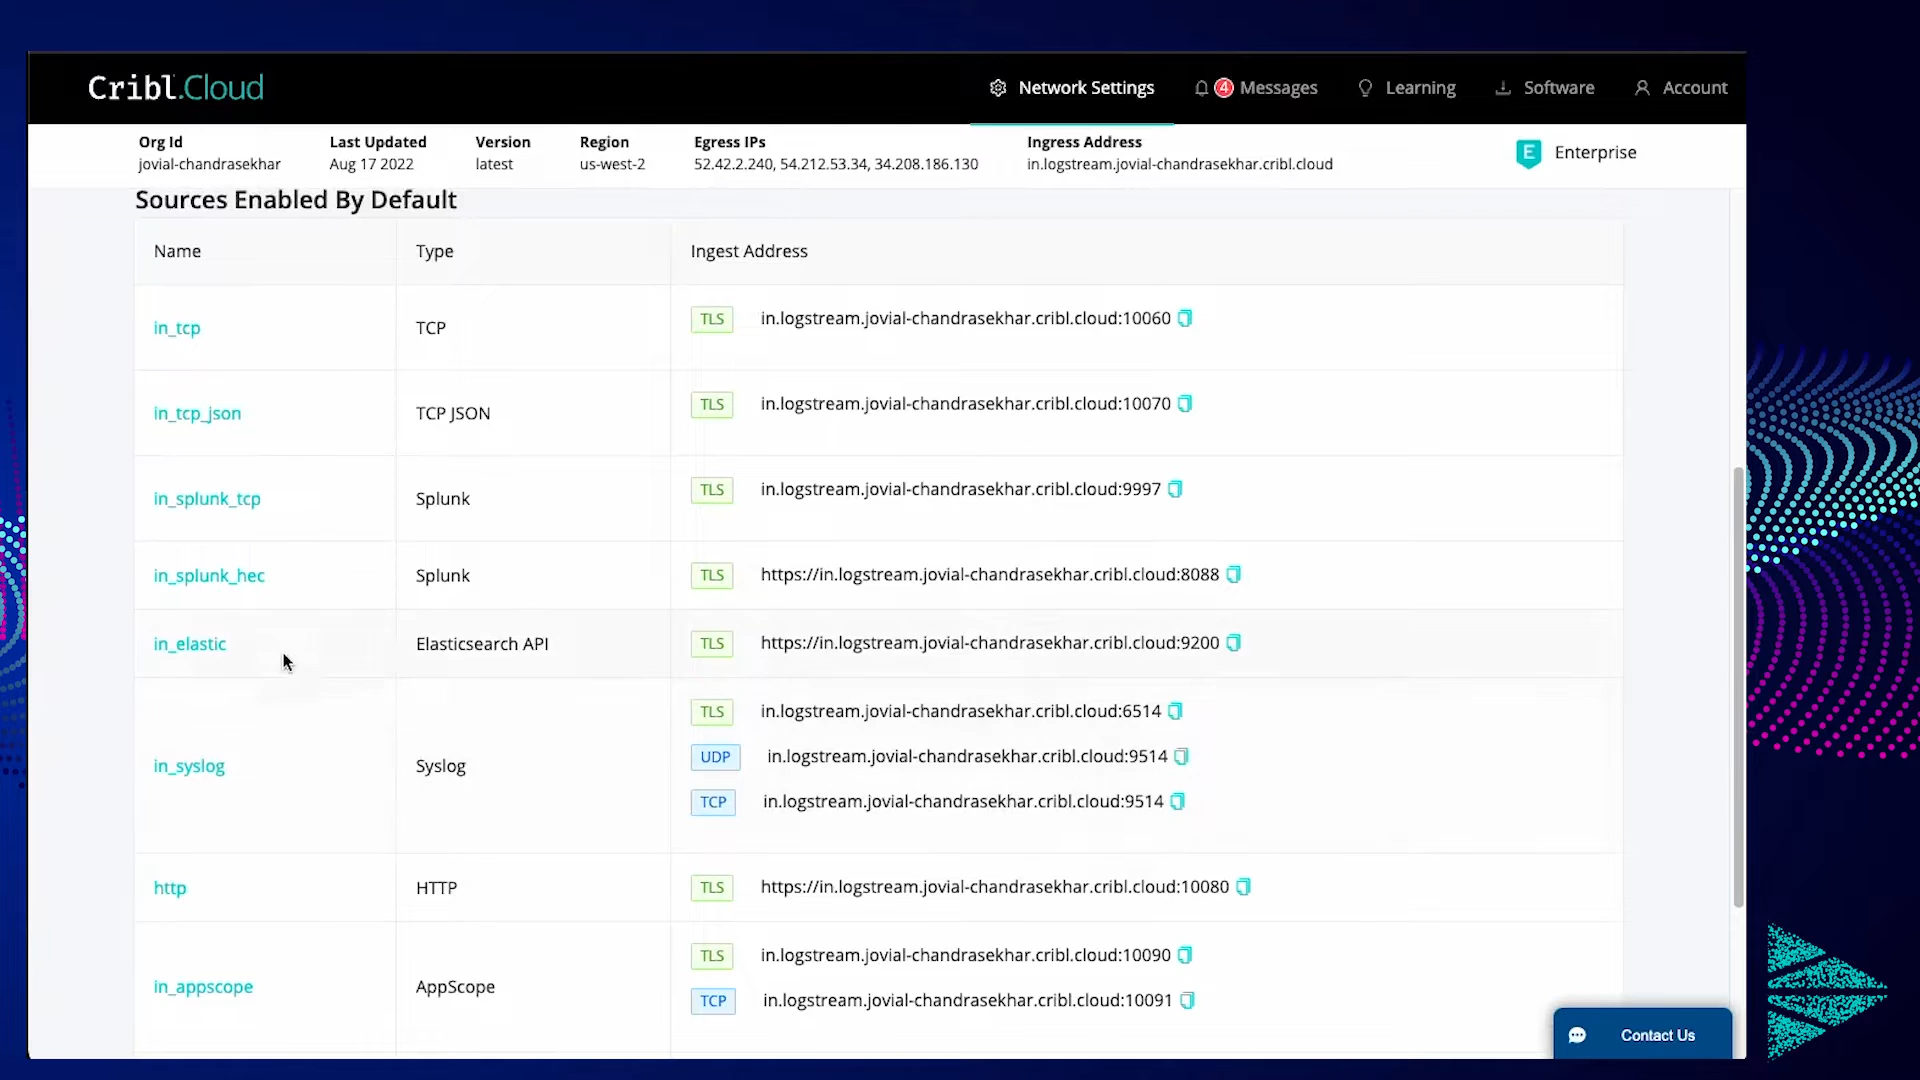 Cribl.Cloud
Network Settings 4 Messages Learning Software Account
Org Id Last Updated Version Region Egress IPs Ingress Address
jovial-chandrasekhar Aug 17 2022 latest us-west-2 52.42.2.240, 54.212.53.34, 34.208.186.130 in.logstream.jovial-chandrasekhar.cribl.cloud
E Enterprise
Sources Enabled By Default
Name Type Ingest Address
in_tcp TCP TLS in.logstream.jovial-chandrasekhar.cribl.cloud:10060
in_tcp_json TCP JSON TLS in.logstream.jovial-chandrasekhar.cribl.cloud:10070
in_splunk_tcp Splunk TLS in.logstream.jovial-chandrasekhar.cribl.cloud:9997
in_splunk_hec Splunk TLS https://in.logstream.jovial-chandrasekhar.cribl.cloud:8088
in_elastic Elasticsearch API TLS https://in.logstream.jovial-chandrasekhar.cribl.cloud:9200
in_syslog Syslog TLS in.logstream.jovial-chandrasekhar.cribl.cloud:6514
UDP in.logstream.jovial-chandrasekhar.cribl.cloud:9514
TCP in.logstream.jovial-chandrasekhar.cribl.cloud:9514
http HTTP TLS https://in.logstream.jovial-chandrasekhar.cribl.cloud:10080
in_appscope AppScope TLS in.logstream.jovial-chandrasekhar.cribl.cloud:10090
TCP in.logstream.jovial-chandrasekhar.cribl.cloud:10091
Contact Us